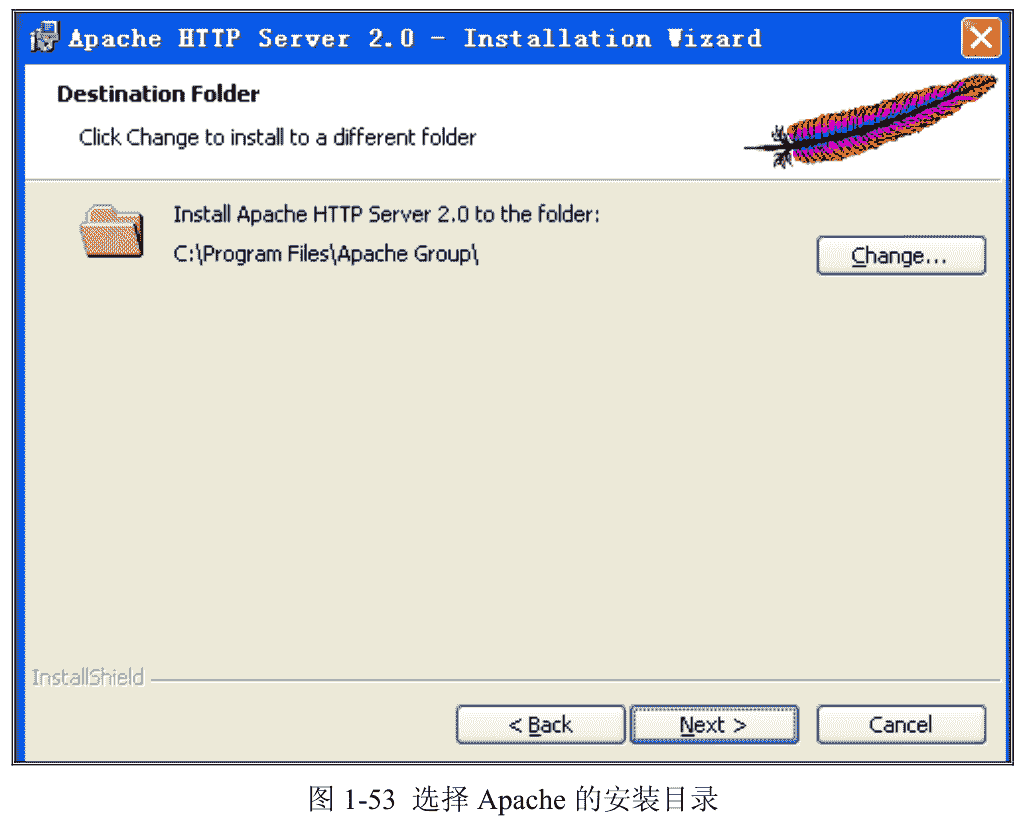 Apache HTTP Server 2.0 - Installation Wizard
Destination Folder
Click Change to install to a different folder
Install Apache HTTP Server 2.0 to the folder:
C:\Program Files\Apache Group\
Change...
InstallShield
< Back
Next >
Cancel
图 1-53 选择 Apache 的安装目录